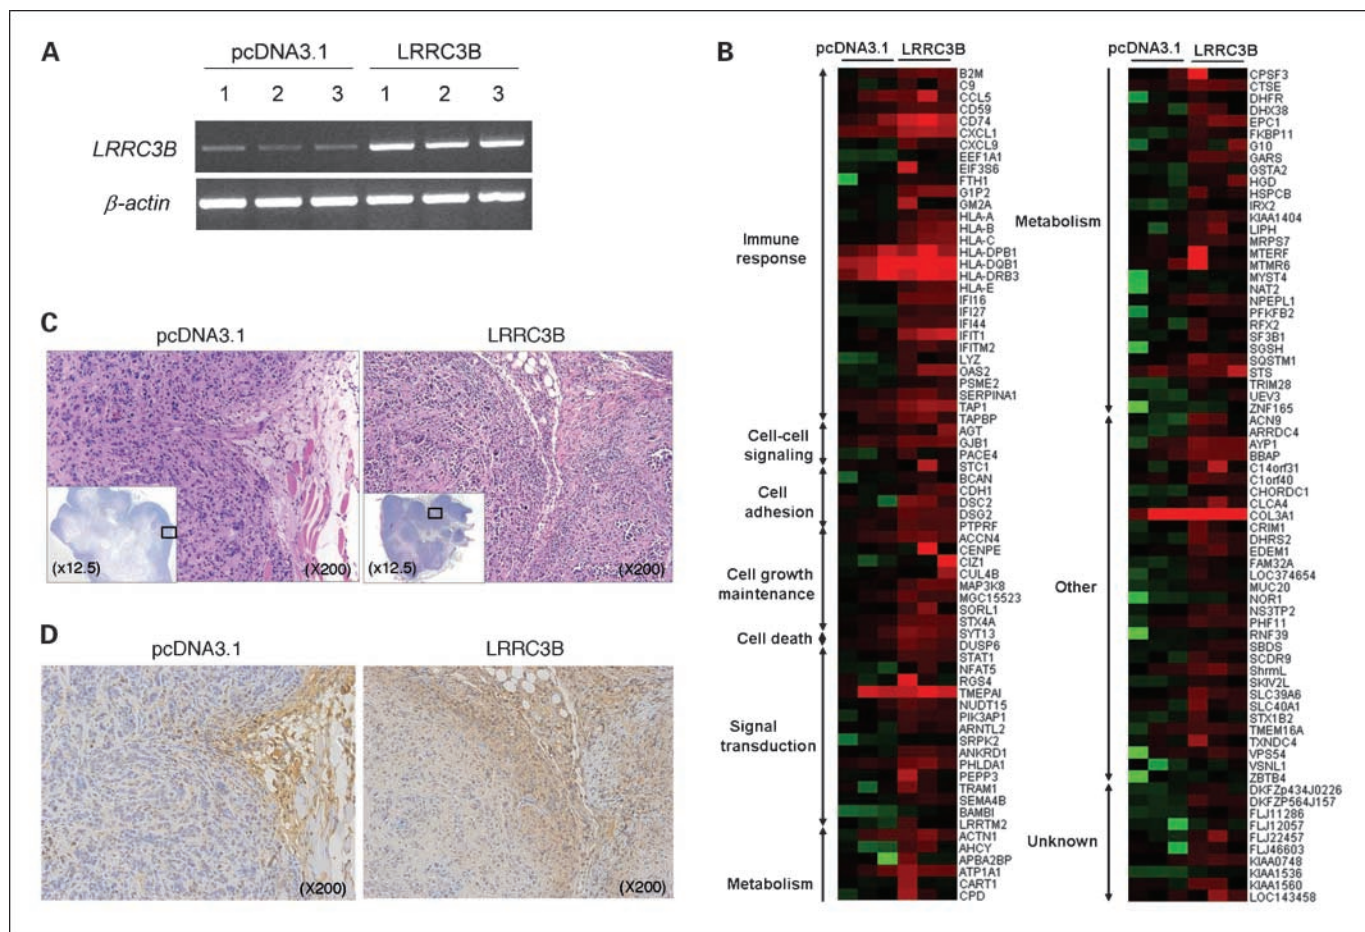 A
pcDNA3.1 LRRC3B
1 2 3 1 2 3
LRRC3B
β-actin
C
pcDNA3.1 LRRC3B
(x12.5) (X200) (x12.5) (X200)
D
pcDNA3.1 LRRC3B
(X200) (X200)
B
pcDNA3.1 LRRC3B
Immune
response
Cell-cell
signaling
Cell
adhesion
Cell growth
maintenance
Cell death
Signal
transduction
Metabolism
B2M
C9
CCL5
CD59
CD74
CXCL1
CXCL9
EEF1A1
EIF3S6
FTH1
G1P2
GM2A
HLA-A
HLA-B
HLA-C
HLA-DPB1
HLA-DQB1
HLA-DRB3
HLA-E
IFI16
IFI27
IFI44
IFIT1
IFITM2
LYZ
OAS2
PSME2
SERPINA1
TAP1
TAPBP
AGT
GJB1
PACE4
STC1
BCAN
CDH1
DSC2
DSG2
PTPRF
ACCN4
CENPE
CIZ1
CUL4B
MAP3K8
MGC15523
SORL1
STX4A
SYT13
DUSP6
STAT1
NFAT5
RGS4
TMEPAI
NUDT15
PIK3AP1
ARNTL2
SRPK2
ANKRD1
PHLDA1
PEPP3
TRAM1
SEMA4B
BAMBI
LRRTM2
ACTN1
AHCY
APBA2BP
ATP1A1
CART1
CPD
pcDNA3.1 LRRC3B
Metabolism
Other
Unknown
CPSF3
CTSE
DHFR
DHX38
EPC1
FKBP11
G10
GARS
GSTA2
HGD
HSPCB
IRX2
KIAA1404
LIPH
MRPS7
MTERF
MTMR6
MYST4
NAT2
NPEPL1
PFKFB2
RFX2
SF3B1
SGSH
SQSTM1
STS
TRIM28
UEV3
ZNF165
ACN9
ARRDC4
AYP1
BBAP
C14orf31
C1orf40
CHORDC1
CLCA4
COL3A1
CRIM1
DHRS2
EDEM1
FAM32A
LOC374654
MUC20
NOR1
NS3TP2
PHF11
RNF39
SBDS
SCDR9
ShrmL
SKIV2L
SLC39A6
SLC40A1
STX1B2
TMEM16A
TXNDC4
VPS54
VSNL1
ZBTB4
DKFZp434J0226
DKFZP564J157
FLJ11286
FLJ12057
FLJ22457
FLJ46603
KIAA0748
KIAA1536
KIAA1560
LOC143458